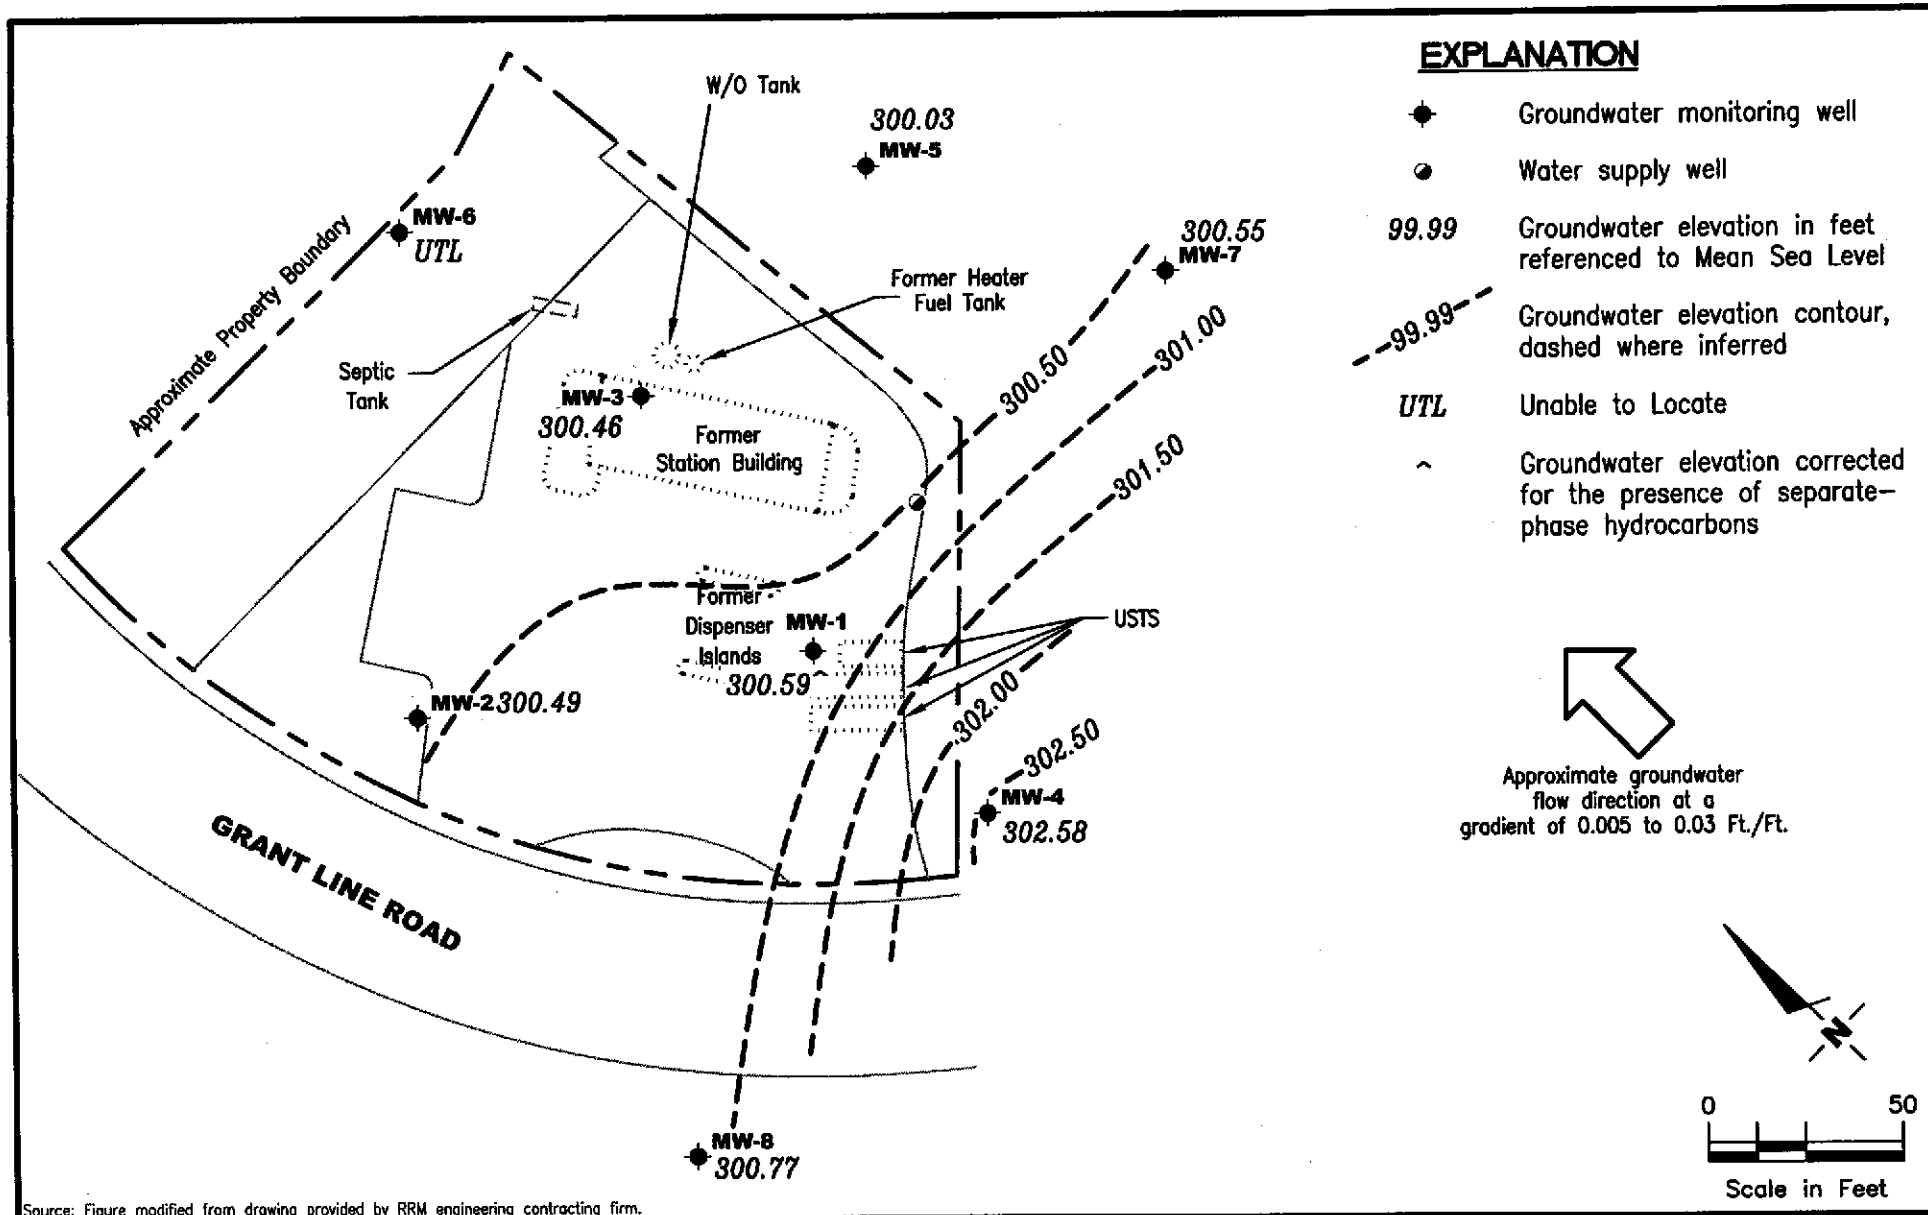 EXPLANATION
Groundwater monitoring well
Water supply well
99.99
Groundwater elevation in feet
referenced to Mean Sea Level
99.99
Groundwater elevation contour,
dashed where inferred
UTL
Unable to Locate
^
Groundwater elevation corrected
for the presence of separate-
phase hydrocarbons
W/O Tank
300.03
MW-5
MW-6
UTL
300.55
MW-7
Approximate Property Boundary
Former Heater
Fuel Tank
Septic
Tank
MW-3
300.46
Former
Station Building
300.50
301.00
301.50
Former
Dispenser
Islands
MW-1
300.59^
USTS
MW-2 300.49
302.00
302.50
MW-4
302.58
GRANT LINE ROAD
MW-8
300.77
Approximate groundwater
flow direction at a
gradient of 0.005 to 0.03 Ft./Ft.
N
0 50
Scale in Feet
Source: Figure modified from drawing provided by RRM engineering contracting firm.